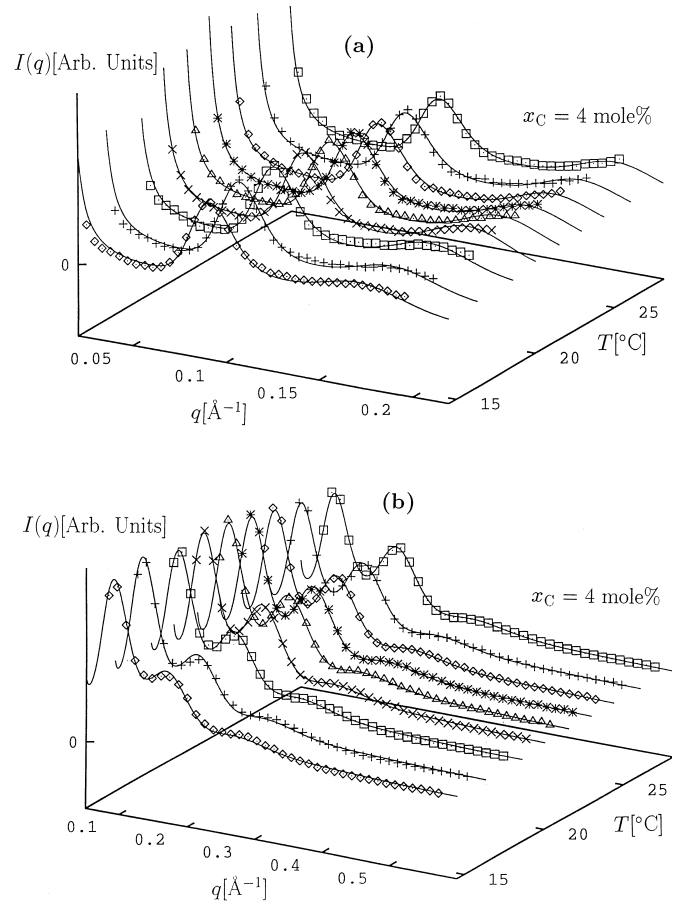 (a)
I(q)[Arb. Units]
x_C = 4 mole%
0
0.05
0.1
0.15
0.2
q[Å⁻¹]
15
20
25
T[°C]
(b)
I(q)[Arb. Units]
x_C = 4 mole%
0
0.1
0.2
0.3
0.4
0.5
q[Å⁻¹]
15
20
25
T[°C]